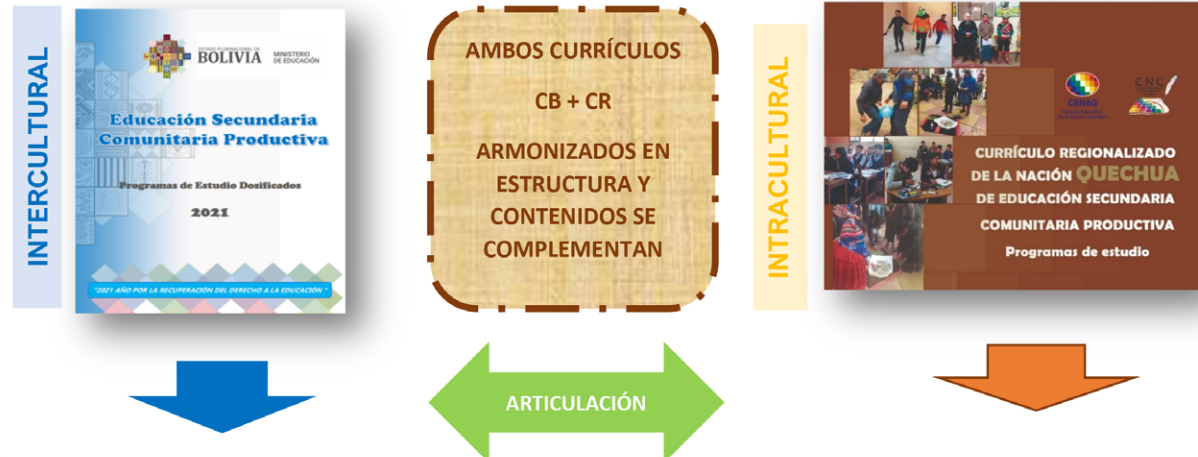 INTERCULTURAL
ESTADO PLURINACIONAL DE
BOLIVIA
MINISTERIO
DE EDUCACIÓN
Educación Secundaria
Comunitaria Productiva
Programas de Estudio Dosificados
2021
"2021 AÑO POR LA RECUPERACIÓN DEL DERECHO A LA EDUCACIÓN"
AMBOS CURRÍCULOS
CB + CR
ARMONIZADOS EN
ESTRUCTURA Y
CONTENIDOS SE
COMPLEMENTAN
ARTICULACIÓN
INTRACULTURAL
CENAQ
CNC
CURRÍCULO REGIONALIZADO
DE LA NACIÓN QUECHUA
DE EDUCACIÓN SECUNDARIA
COMUNITARIA PRODUCTIVA
Programas de estudio